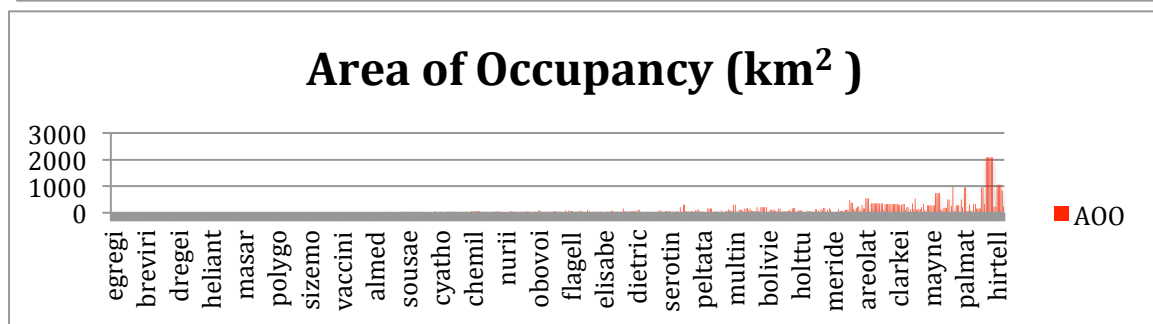 Area of Occupancy (km² )
3000
2000
1000
0
egregi
breviri
dregei
heliant
masar
polygo
sizemo
vaccini
almed
sousae
cyatho
chemil
nurii
obovoi
flagell
elisabe
dietric
serotin
peltata
multin
bolivie
holttu
meride
areolat
clarkei
mayne
palmat
hirtell
AOO